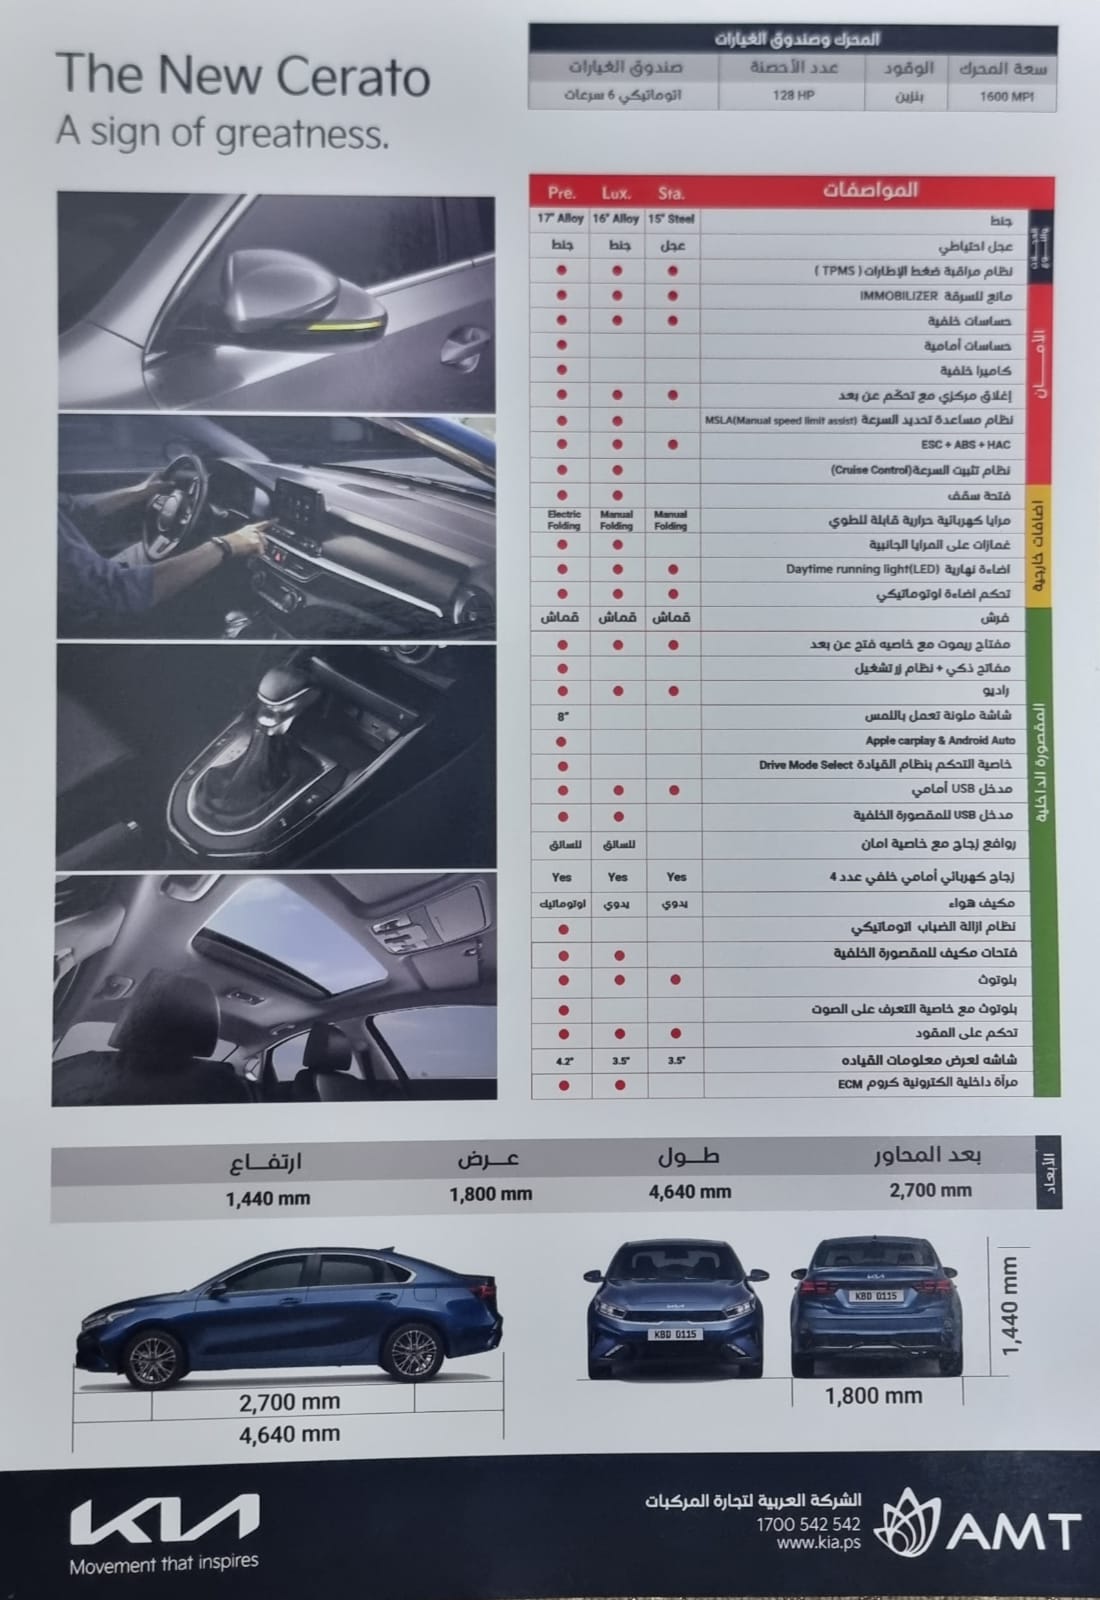 The New Cerato
A sign of greatness.
المحرك وصندوق الغيارات
سعة المحرك الوقود عدد الأحصنة صندوق الغيارات
1600 MPI بنزين 128 HP اتوماتيكي 6 سرعات
المواصفات Sta. Lux. Pre.
العجلات والنوع
جنط 15" Steel 16" Alloy 17" Alloy
عجل احتياطي عجل جنط جنط
نظام مراقبة ضغط الإطارات ( TPMS ) ● ● ●
الأمــــان
مانع للسرقة IMMOBILIZER ● ● ●
حساسات خلفية ● ● ●
حساسات أمامية ●
كاميرا خلفية ●
إغلاق مركزي مع تحكّم عن بعد ● ● ●
نظام مساعدة تحديد السرعة MSLA(Manual speed limit assist) ● ●
ESC + ABS + HAC ● ● ●
نظام تثبيت السرعة(Cruise Control) ● ●
اضافات خارجية
فتحة سقف ● ●
مرايا كهربائية حرارية قابلة للطوي Manual Folding Manual Folding Electric Folding
غمازات على المرايا الجانبية ● ●
اضاءة نهارية Daytime running light(LED) ● ● ●
تحكم اضاءة اوتوماتيكي ● ● ●
المقصورة الداخلية
فرش قماش قماش قماش
مفتاح ريموت مع خاصيه فتح عن بعد ● ● ●
مفاتح ذكي + نظام زر تشغيل ●
راديو ● ● ●
شاشة ملونة تعمل باللمس 8"
Apple carplay & Android Auto ●
خاصية التحكم بنظام القيادة Drive Mode Select ●
مدخل USB أمامي ● ● ●
مدخل USB للمقصورة الخلفية ● ●
روافع زجاج مع خاصية امان للسائق للسائق
زجاج كهربائي أمامي خلفي عدد 4 Yes Yes Yes
مكيف هواء يدوي يدوي اوتوماتيك
نظام ازالة الضباب اتوماتيكي ●
فتحات مكيف للمقصورة الخلفية ● ●
بلوتوث ● ● ●
بلوتوث مع خاصية التعرف على الصوت ●
تحكم على المقود ● ● ●
شاشه لعرض معلومات القياده 3.5" 3.5" 4.2"
مرآة داخلية الكترونية كروم ECM ● ●
الأبعاد
بعد المحاور طــول عــرض ارتفــاع
2,700 mm 4,640 mm 1,800 mm 1,440 mm
KBD 0115
KBD 0115
1,440 mm
2,700 mm
4,640 mm
1,800 mm
KIA
Movement that inspires
الشركة العربية لتجارة المركبات
1700 542 542
www.kia.ps
AMT